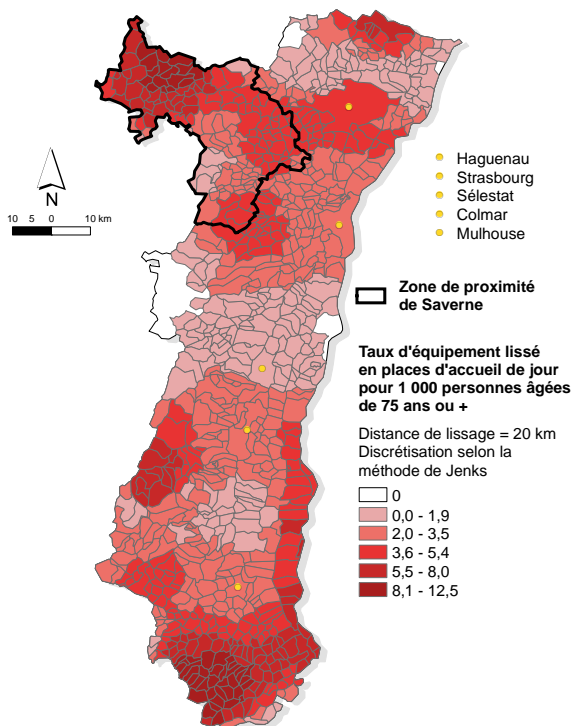 Haguenau
Strasbourg
Sélestat
Colmar
Mulhouse
N
10 5 0 10 km
Zone de proximité
de Saverne
Taux d'équipement lissé
en places d'accueil de jour
pour 1 000 personnes âgées
de 75 ans ou +
Distance de lissage = 20 km
Discrétisation selon la
méthode de Jenks
0
0,0 - 1,9
2,0 - 3,5
3,6 - 5,4
5,5 - 8,0
8,1 - 12,5